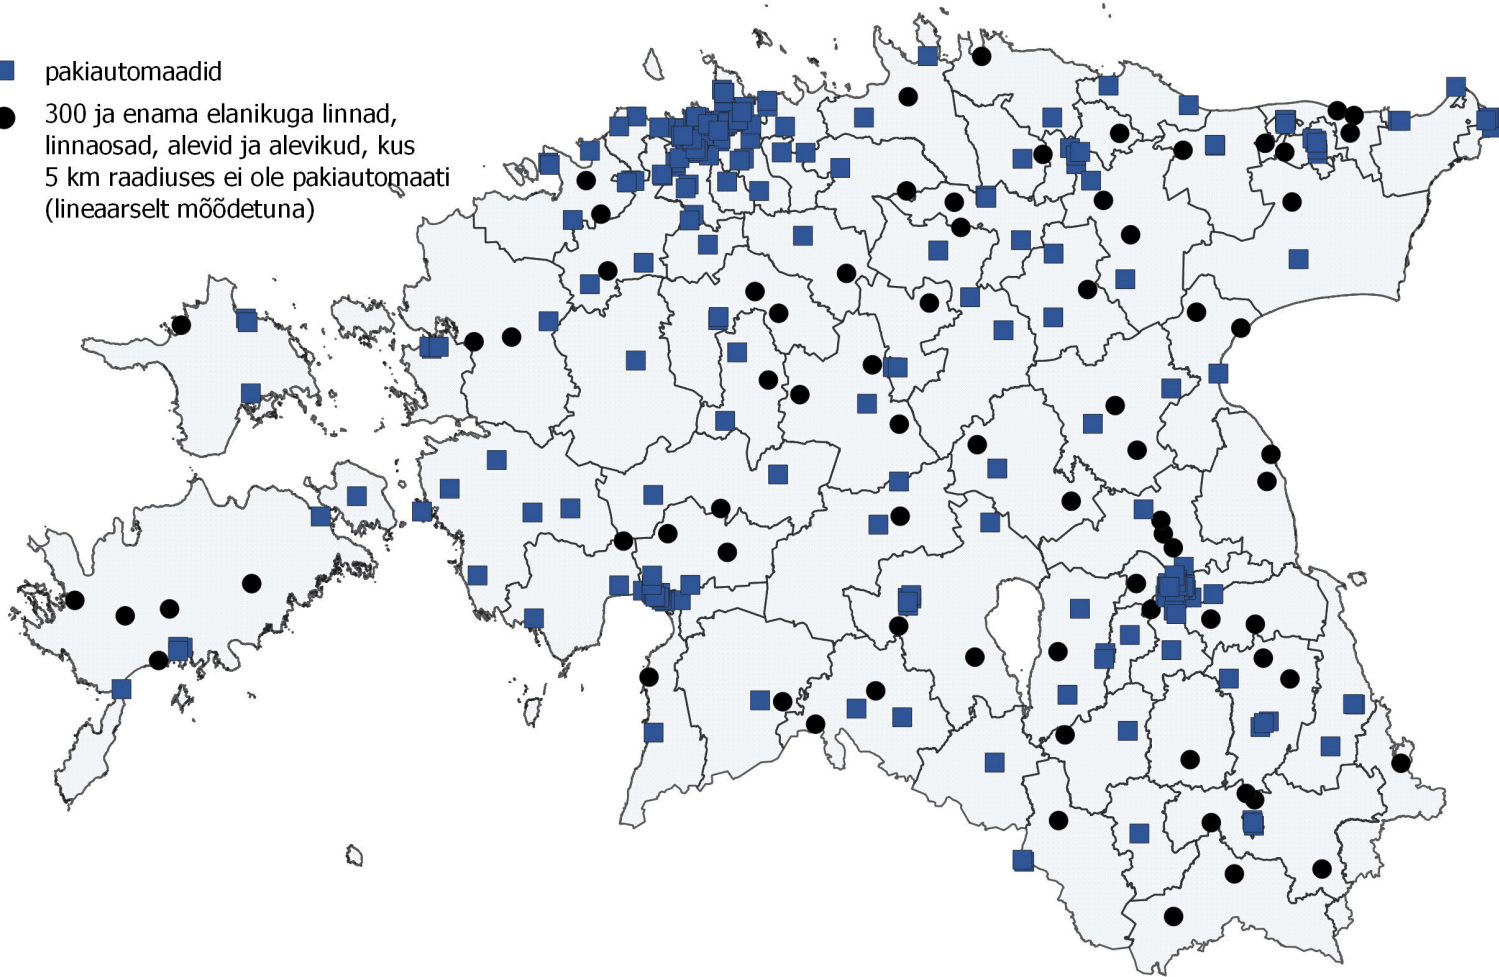 pakiautomaadid
300 ja enama elanikuga linnad,
linnaosad, alevid ja alevikud, kus
5 km raadiuses ei ole pakiautomaati
(lineaarselt mõõdetuna)